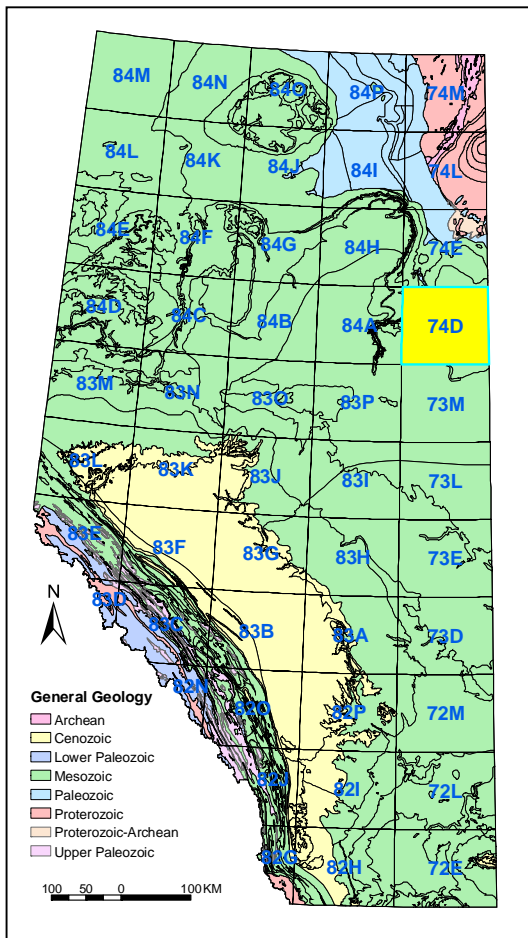 84M 84N 84O 84P 74M
84L 84K 84J 84I 74L
84E 84F 84G 84H 74E
84D 84C 84B 84A 74D
83M 83N 83O 83P 73M
83L 83K 83J 83I 73L
83E 83F 83G 83H 73E
83D 83C 83B 83A 73D
82N 82O 82P 72M
82J 82I 72L
82G 82H 72E
N
General Geology
Archean
Cenozoic
Lower Paleozoic
Mesozoic
Paleozoic
Proterozoic
Proterozoic-Archean
Upper Paleozoic
100 50 0 100 KM